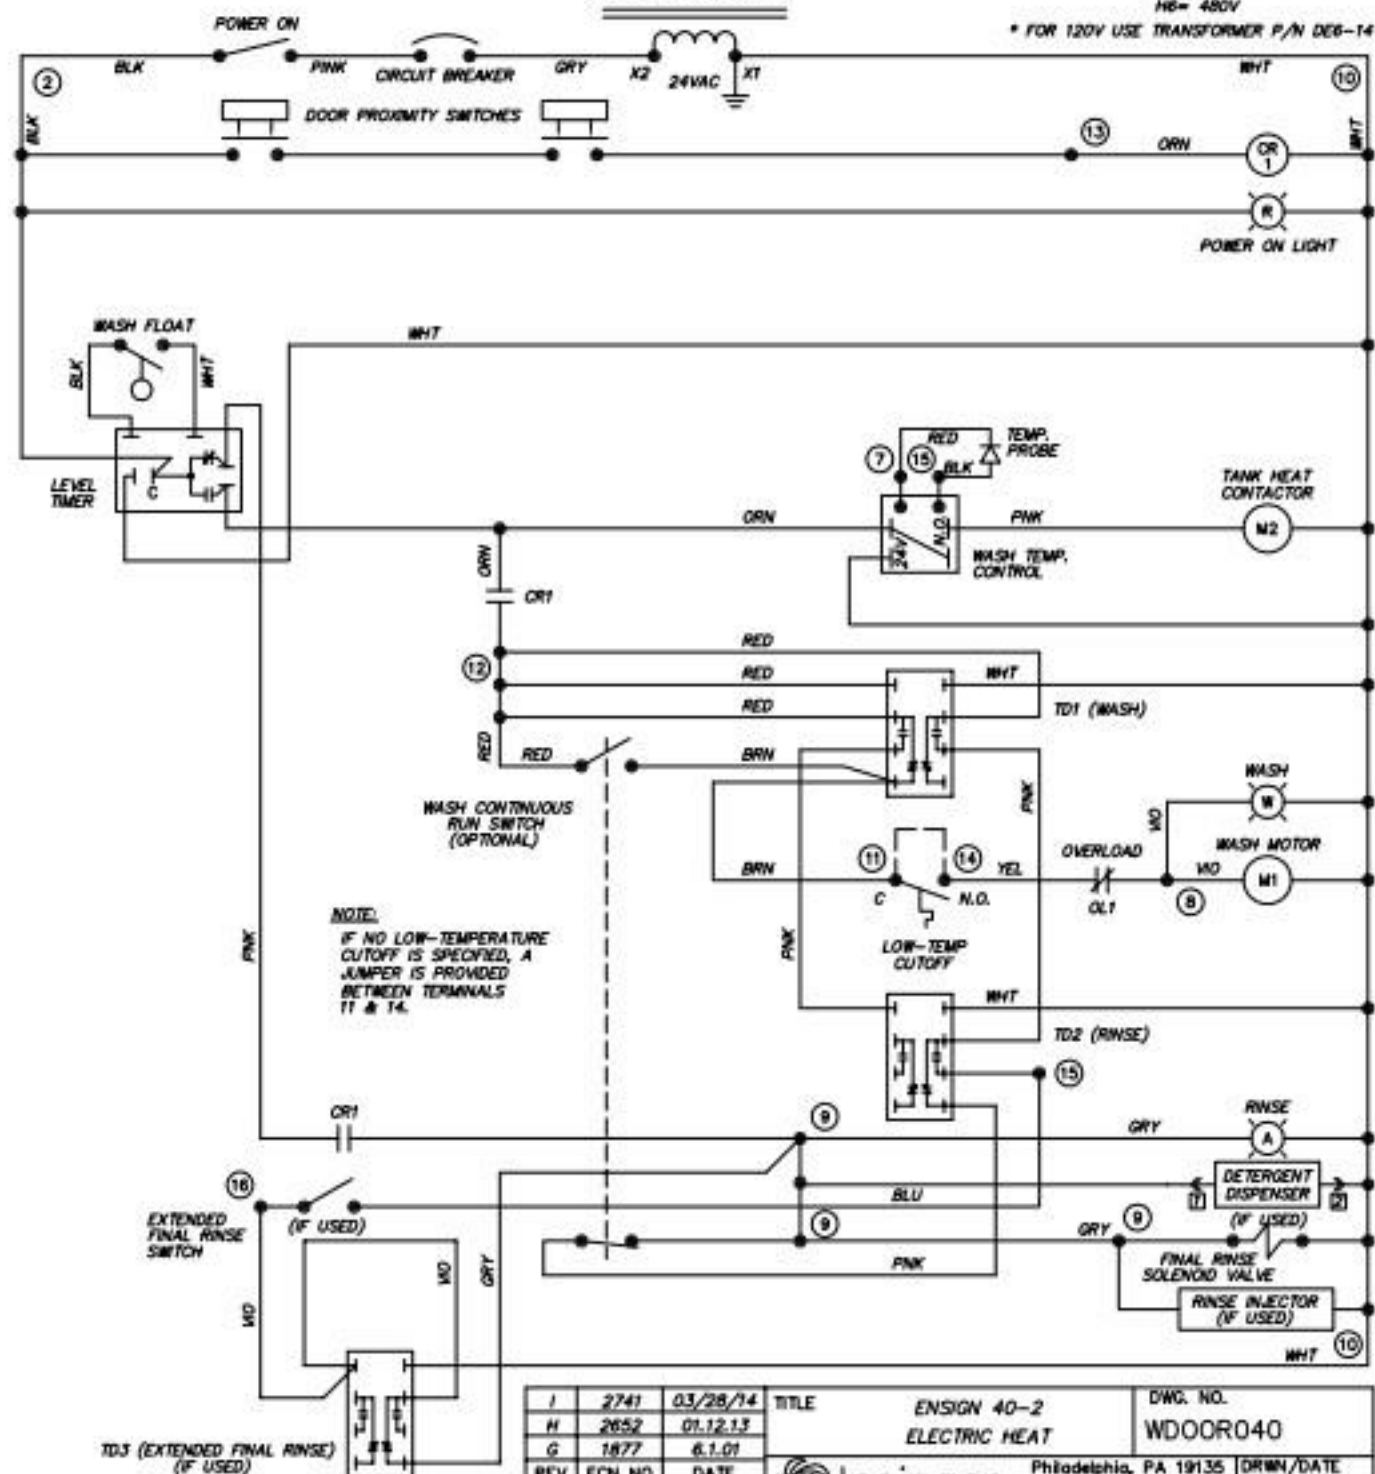 H6= 480V
* FOR 120V USE TRANSFORMER P/N DE6-14
POWER ON
BLK
PINK
CIRCUIT BREAKER
GRY
X2
24VAC
X1
WHT
2
10
BLK
DOOR PROXIMITY SWITCHES
13
ORN
CR
1
WHT
R
POWER ON LIGHT
WASH FLOAT
WHT
BLK
WHT
LEVEL
TIMER
C
7
15
RED
BLK
TEMP.
PROBE
TANK HEAT
CONTACTOR
ORN
24V
N.O.
PNK
M2
WASH TEMP.
CONTROL
ORN
CR1
12
RED
RED
WHT
RED
TD1 (WASH)
RED
RED
BRN
WASH CONTINUOUS
RUN SWITCH
(OPTIONAL)
PNK
WASH
W
VIO
OVERLOAD
WASH MOTOR
BRN
11
14
C
N.O.
YEL
OL1
VIO
8
M1
LOW-TEMP
CUTOFF
PNK
PNK
NOTE:
IF NO LOW-TEMPERATURE
CUTOFF IS SPECIFIED, A
JUMPER IS PROVIDED
BETWEEN TERMINALS
11 & 14.
WHT
TD2 (RINSE)
15
CR1
9
GRY
RINSE
A
16
BLU
1
DETERGENT
DISPENSER
2
EXTENDED
FINAL RINSE
SWITCH
(IF USED)
9
GRY
9
(IF USED)
PNK
FINAL RINSE
SOLENOID VALVE
VIO
VIO
GRY
RINSE INJECTOR
(IF USED)
WHT
10
TD3 (EXTENDED FINAL RINSE)
(IF USED)
I 2741 03/28/14
H 2652 01.12.13
G 1877 6.1.01
REV ECN NO DATE
TITLE
ENSIGN 40-2
ELECTRIC HEAT
DWG. NO.
WDOOR040
Philadelphia, PA 19135
DRWN/DATE